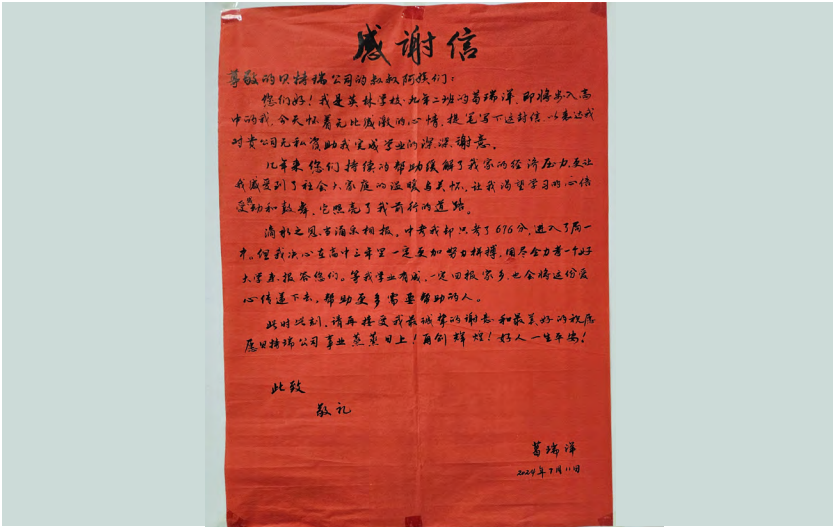 感谢信
尊敬的贝特瑞公司的叔叔阿姨们：
您们好！我是英林学校九年二班的葛瑞洋，即将步入高
中的我，今天怀着无比感激的心情，提笔写下这封信，以表达我
对贵公司无私资助我完成学业的深深谢意。
几年来您们持续的帮助缓解了我家的经济压力，更让
我感受到了社会大家庭的温暖与关怀，让我渴望学习的心倍
受感动和鼓舞，它照亮了我前行的道路。
滴水之恩当涌泉相报，中考我却只考了676分，进入了局一
中。但我决心在高中三年里一定更加努力拼搏，用尽全力考一个好
大学来报答您们。等我学业有成，一定回报家乡，也会将这份爱
心传递下去，帮助更多需要帮助的人。
此时此刻，请再接受我最诚挚的谢意和最美好的祝愿
愿贝特瑞公司事业蒸蒸日上！再创辉煌！好人一生平安！
此致
敬礼
葛瑞洋
2024年7月11日